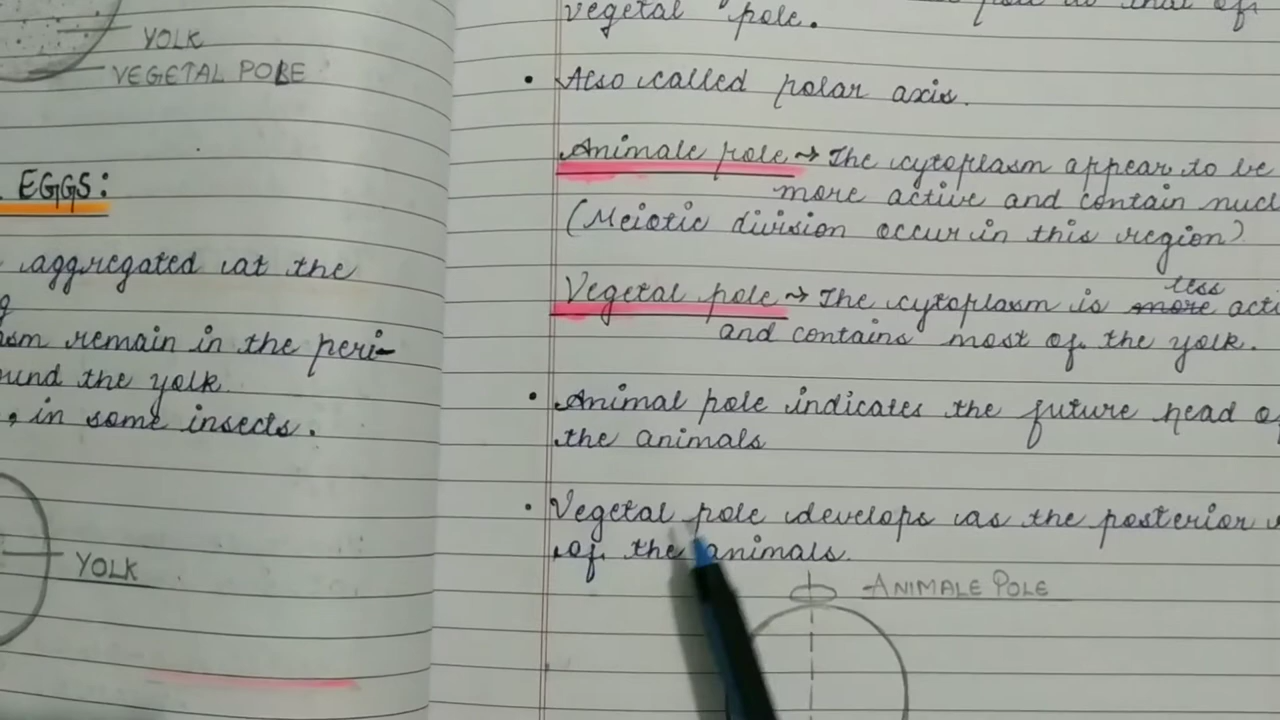 YOLK
VEGETAL POLE
EGGS:
aggregated at the
remain in the peri-
the yolk
, in some insects.
YOLK
vegetal pole.
• Also called polar axis.
Animale pole → The cytoplasm appear to be
more active and contain nucl
(Meiotic division occur in this region)
less
Vegetal pole → The cytoplasm is more acti
and contains most of the yolk.
• Animal pole indicates the future head o
the animals
• Vegetal pole develops as the posterior
of the animals.
ANIMALE POLE